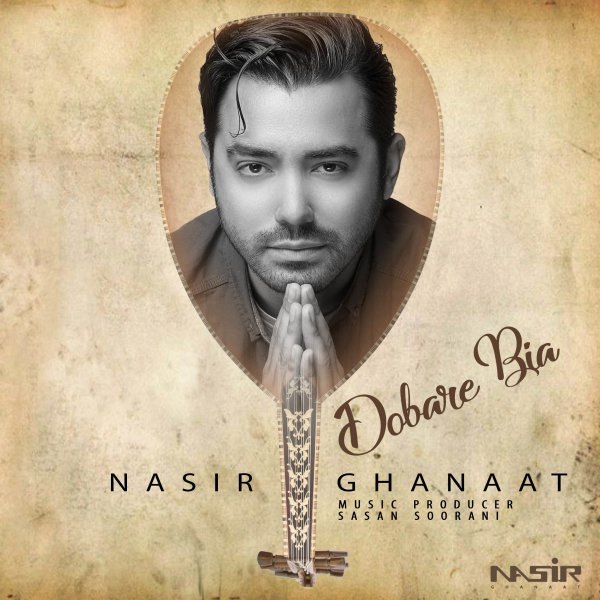 Dobare Bia
NASIR GHANAAT
MUSIC PRODUCER
SASAN SOORANI
NASIR
GHANAAT